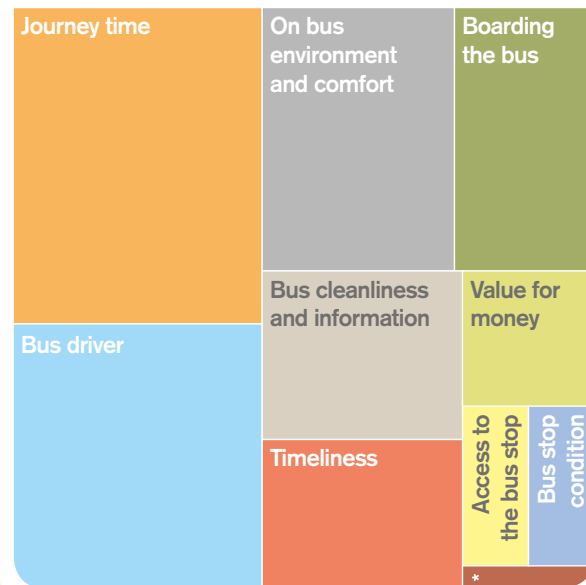 Journey time
On bus
environment
and comfort
Boarding
the bus
Bus driver
Bus cleanliness
and information
Value for
money
Timeliness
Access to
the bus stop
Bus stop
condition
*